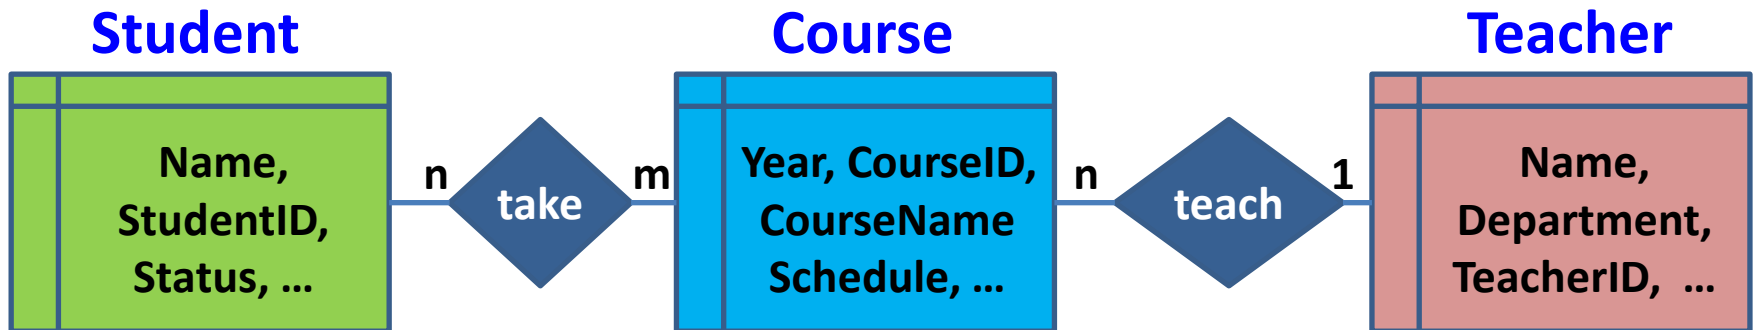 Student
Course
Teacher
Name,
StudentID,
Status, ...
n
take
m
Year, CourseID,
CourseName
Schedule, ...
n
teach
1
Name,
Department,
TeacherID, ...